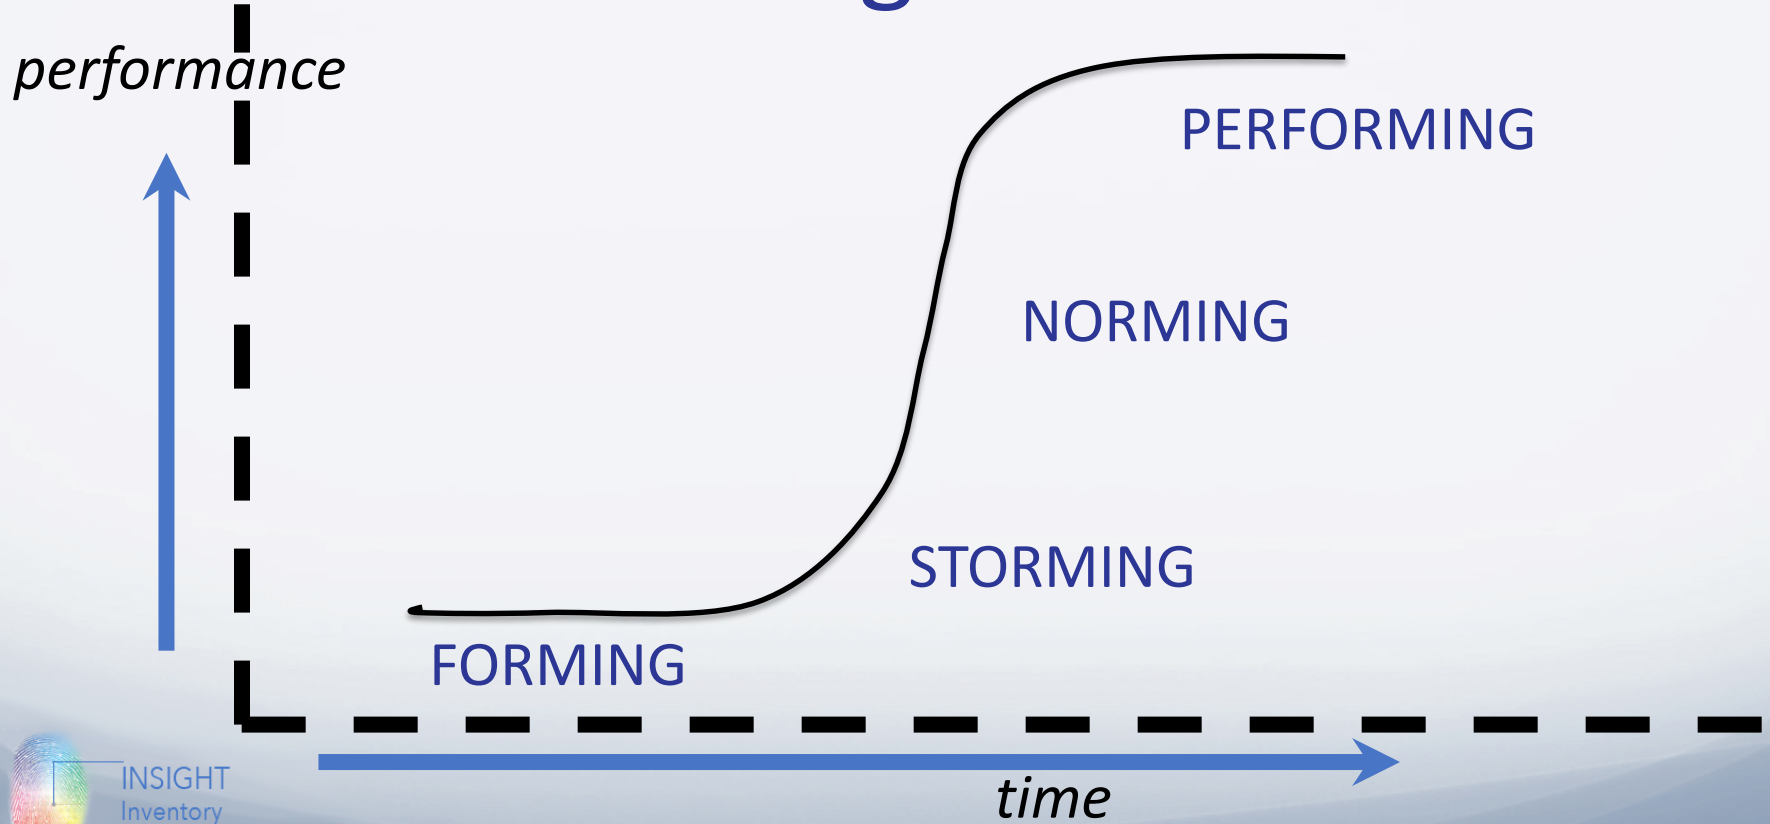 performance
PERFORMING
NORMING
STORMING
FORMING
time
INSIGHT
Inventory